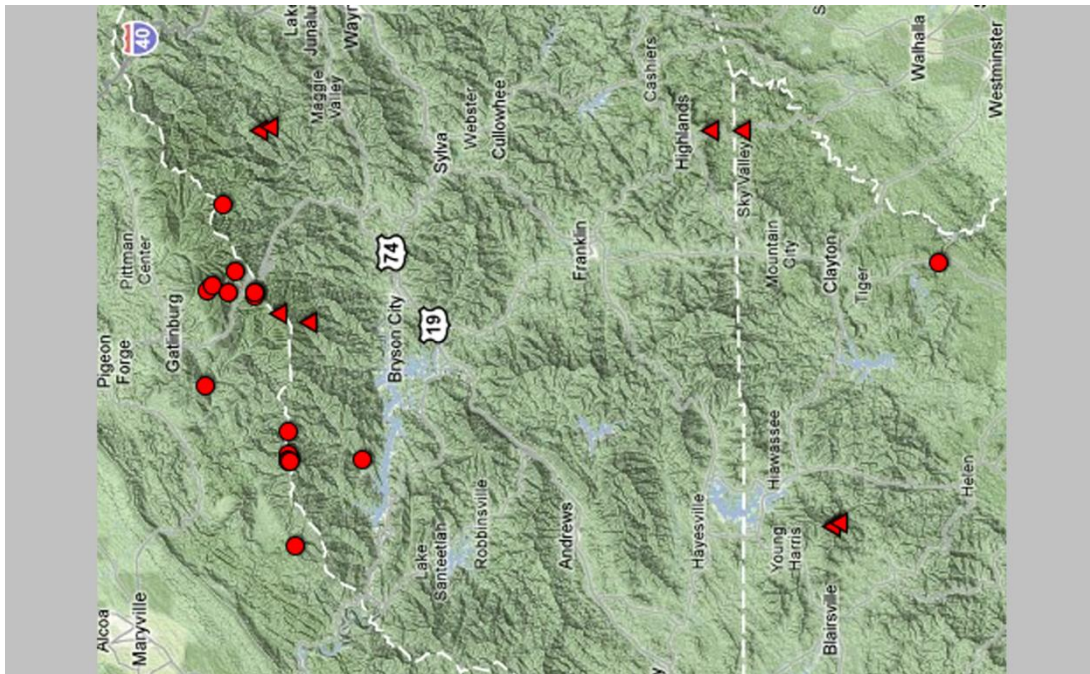 Alcoa
Pigeon
Forge
Pittman
Center
Maryville
40
Gatlinburg
Lake
Junalu
Maggie
Valley
Wayn
74
Bryson City
Lake
Santeetlah
19
Sylva
Webster
Robbinsville
Cullowhee
Andrews
Franklin
Cashiers
y
Highlands
Hayesville
Sky Valley
Hiawassee
Young
Harris
Mountain
City
S
Blairsville
Clayton
Tiger
Walhalla
Helen
Westminster